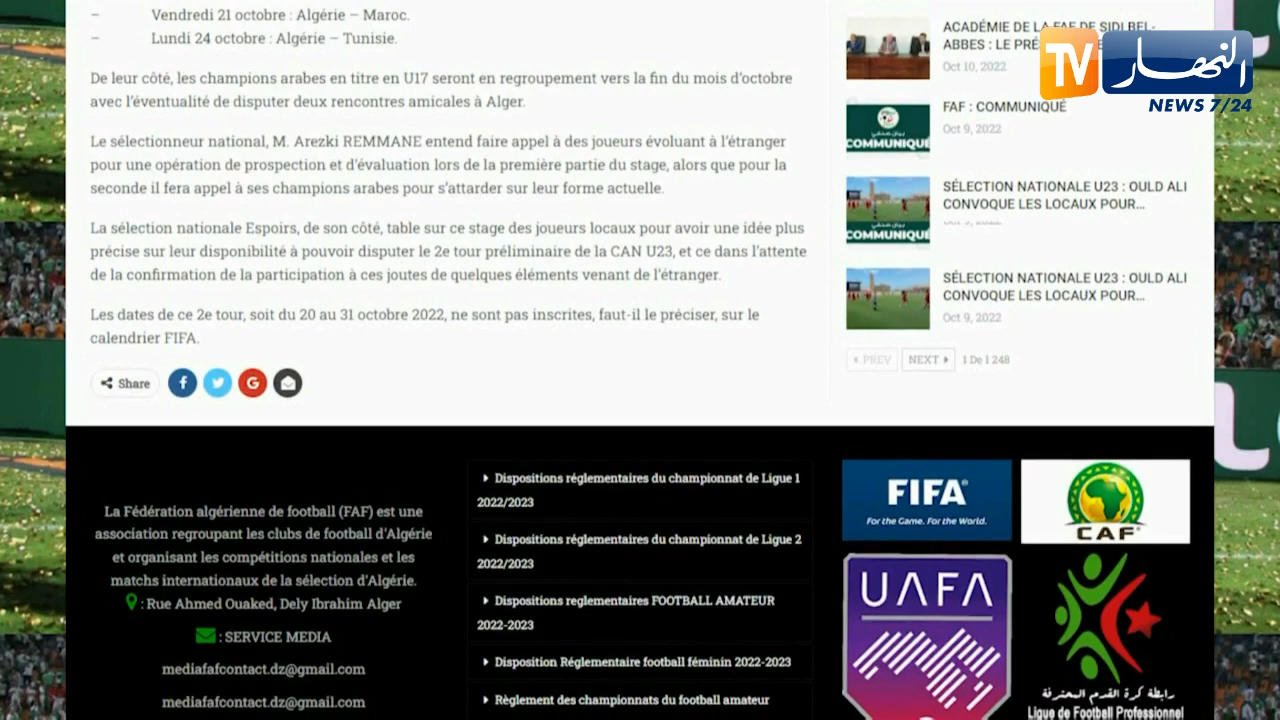 – Vendredi 21 octobre : Algérie – Maroc.
– Lundi 24 octobre : Algérie – Tunisie.
De leur côté, les champions arabes en titre en U17 seront en regroupement vers la fin du mois d’octobre
avec l’éventualité de disputer deux rencontres amicales à Alger.
Le sélectionneur national, M. Arezki REMMANE entend faire appel à des joueurs évoluant à l’étranger
pour une opération de prospection et d’évaluation lors de la première partie du stage, alors que pour la
seconde il fera appel à ses champions arabes pour s’attarder sur leur forme actuelle.
La sélection nationale Espoirs, de son côté, table sur ce stage des joueurs locaux pour avoir une idée plus
précise sur leur disponibilité à pouvoir disputer le 2e tour préliminaire de la CAN U23, et ce dans l’attente
de la confirmation de la participation à ces joutes de quelques éléments venant de l’étranger.
Les dates de ce 2e tour, soit du 20 au 31 octobre 2022, ne sont pas inscrites, faut-il le préciser, sur le
calendrier FIFA.
Share
ACADÉMIE DE LA FAF DE SIDI BEL-
ABBES : LE
Oct 10, 2022
TV النهار
NEWS 7/24
FAF : COMMUNIQUÉ
Oct 9, 2022
بيان صحفي
COMMUNIQUÉ
SÉLECTION NATIONALE U23 : OULD ALI
CONVOQUE LES LOCAUX POUR...
Oct 9, 2022
بيان صحفي
COMMUNIQUÉ
SÉLECTION NATIONALE U23 : OULD ALI
CONVOQUE LES LOCAUX POUR...
Oct 9, 2022
PREV NEXT 1 De 1 248
La Fédération algérienne de football (FAF) est une
association regroupant les clubs de football d'Algérie
et organisant les compétitions nationales et les
matchs internationaux de la sélection d'Algérie.
: Rue Ahmed Ouaked, Dely Ibrahim Alger
: SERVICE MEDIA
mediafafcontact.dz@gmail.com
mediafafcontact.dz@gmail.com
Dispositions réglementaires du championnat de Ligue 1
2022/2023
Dispositions réglementaires du championnat de Ligue 2
2022/2023
Dispositions reglementaires FOOTBALL AMATEUR
2022-2023
Disposition Réglementaire football féminin 2022-2023
Règlement des championnats du football amateur
FIFA
For the Game. For the World.
CAF
UAFA
رابطة كرة القدم المحترفة
Ligue de Football Professionnel